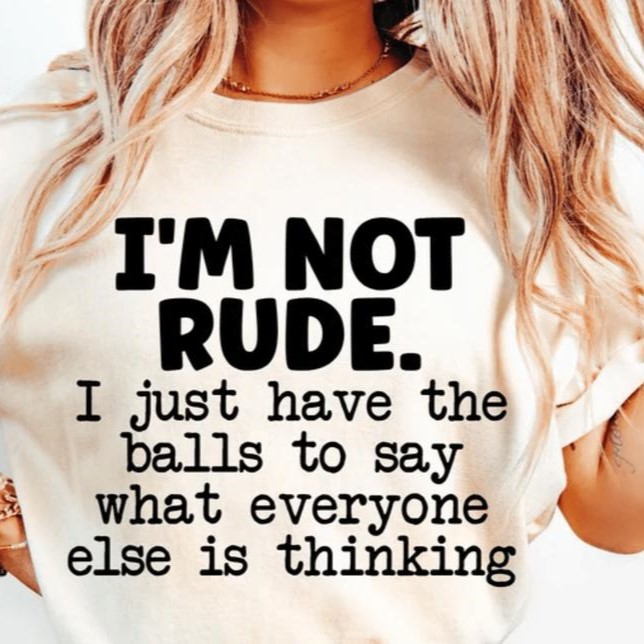 I'M NOT
RUDE.
I just have the
balls to say
what everyone
else is thinking